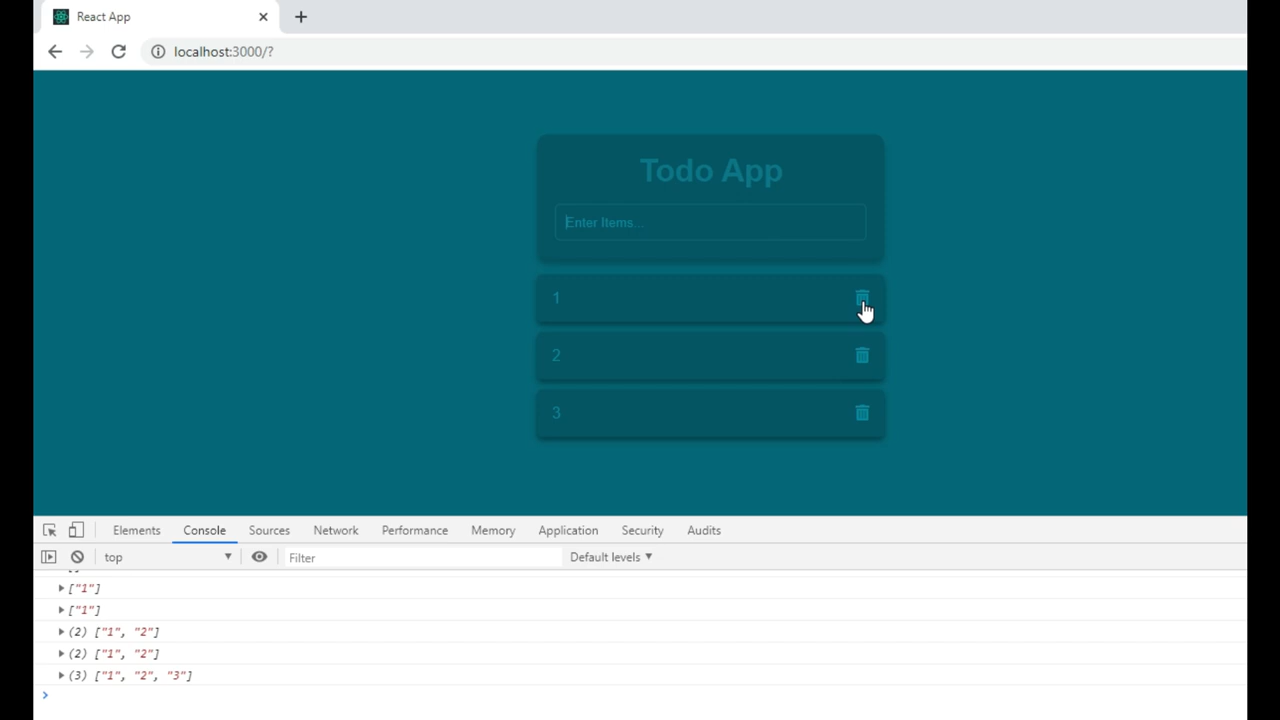 React App
localhost:3000/?
Todo App
Enter Items...
1
2
3
Elements Console Sources Network Performance Memory Application Security Audits
top Filter Default levels
["1"]
["1"]
(2) ["1", "2"]
(2) ["1", "2"]
(3) ["1", "2", "3"]